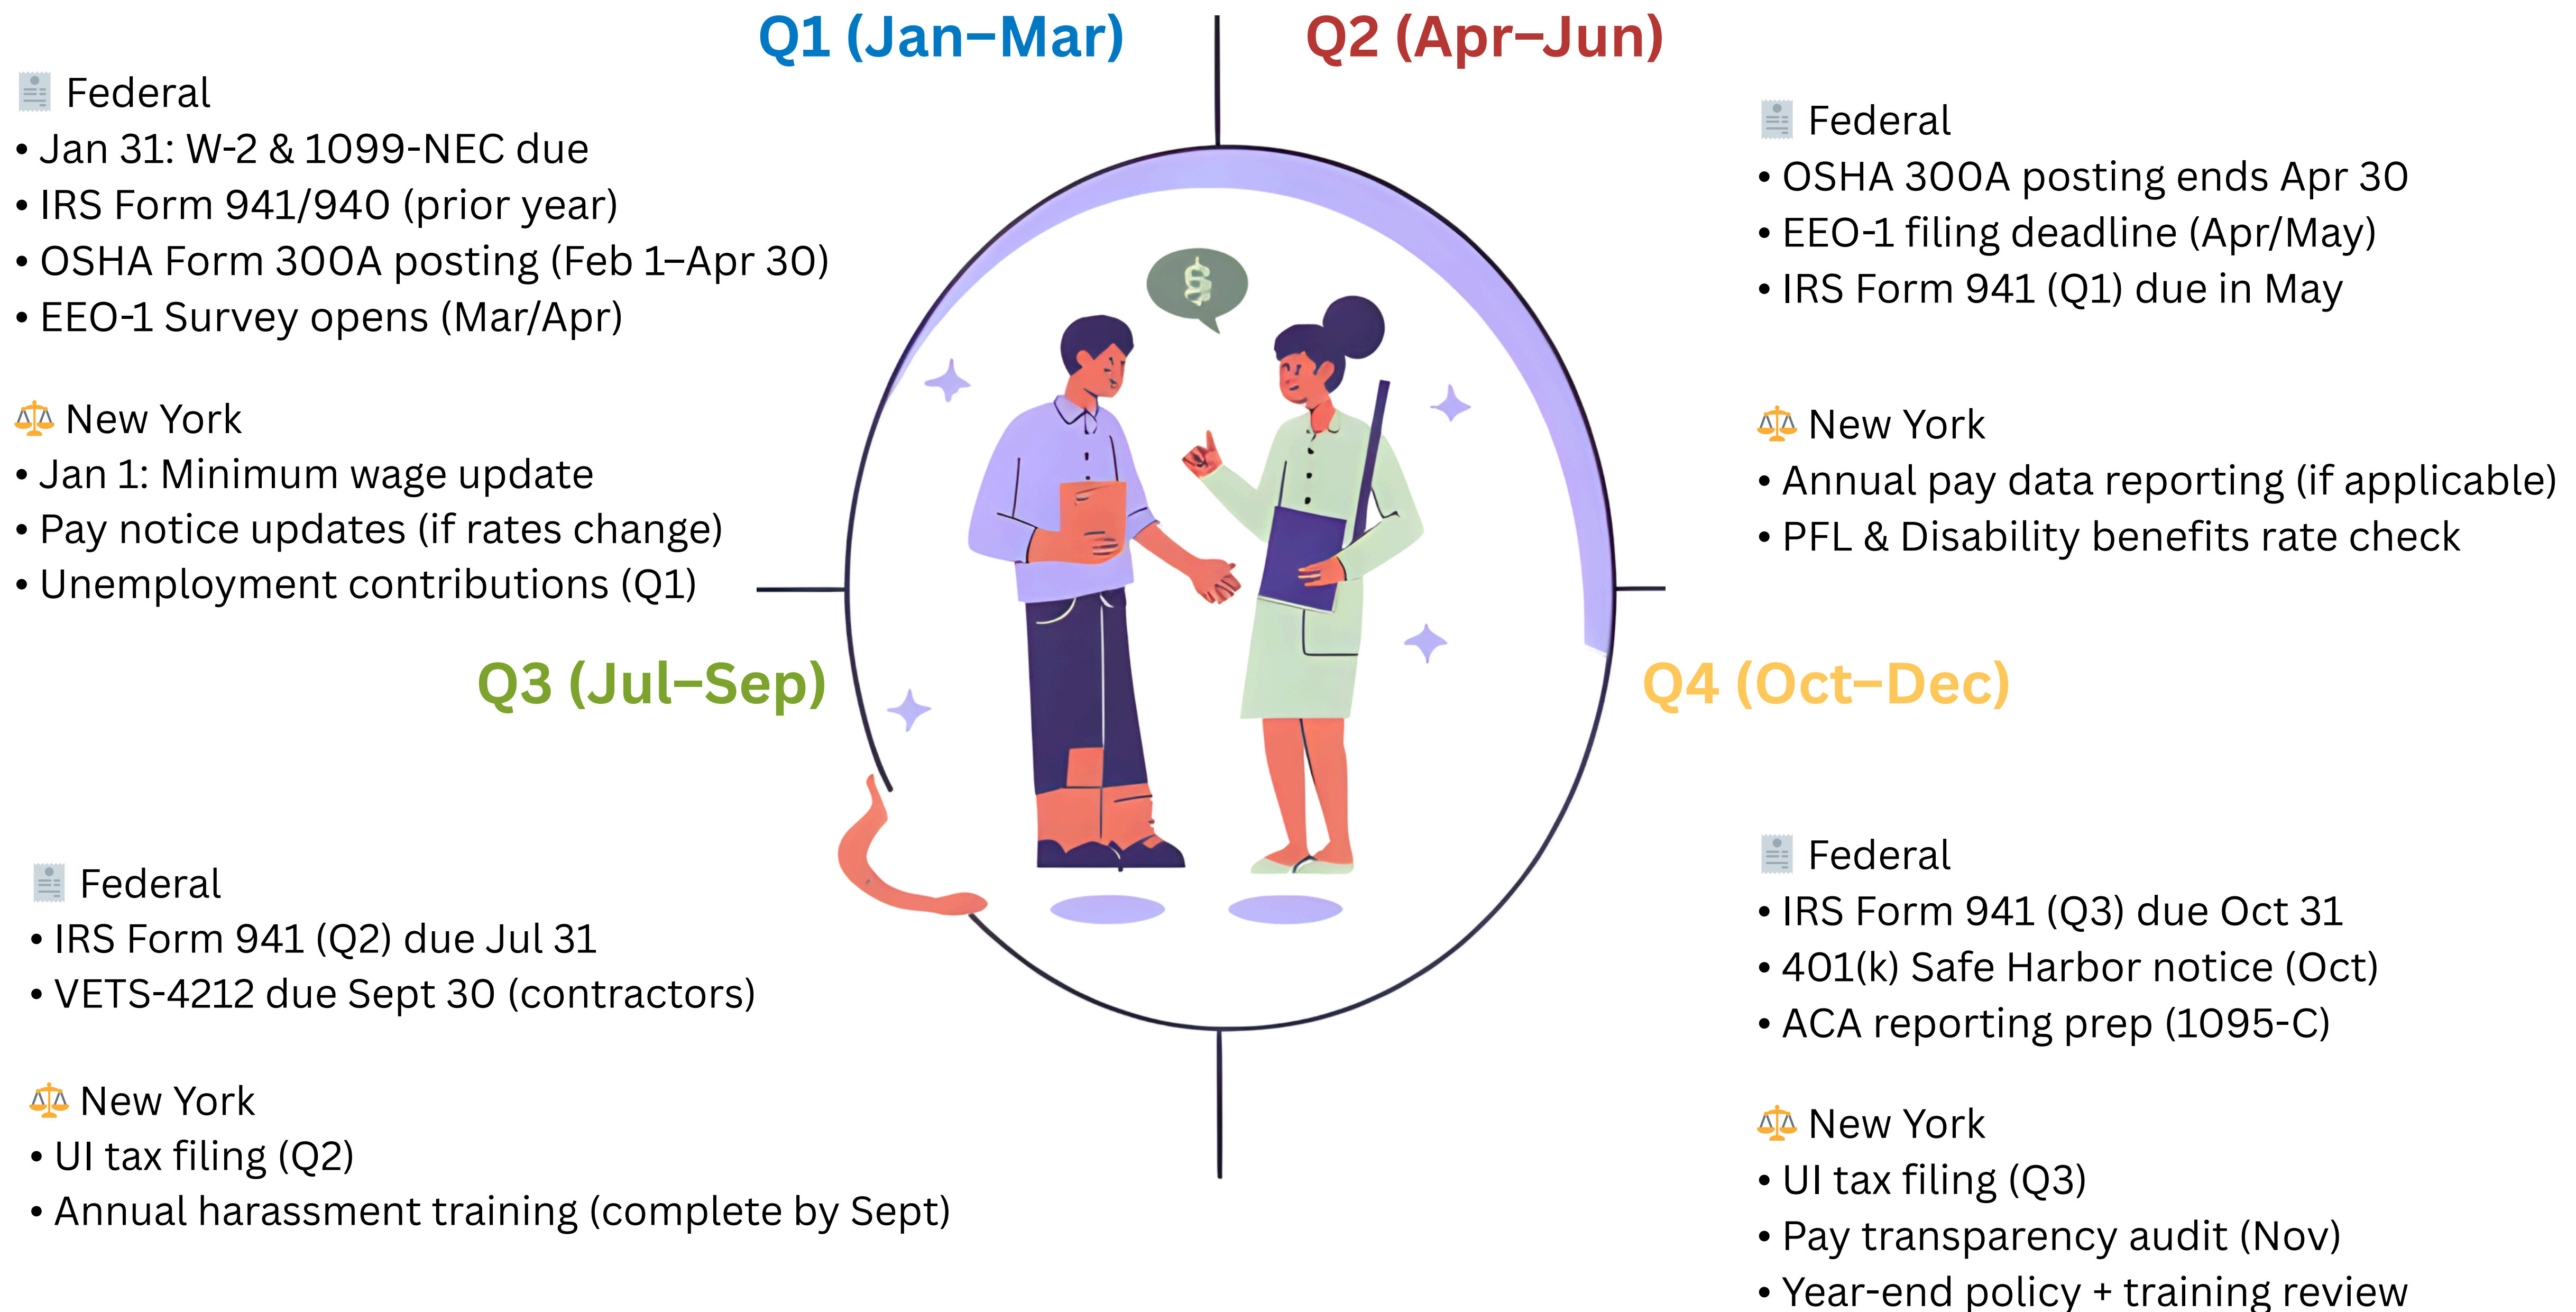 Q1 (Jan–Mar)
Federal
• Jan 31: W-2 & 1099-NEC due
• IRS Form 941/940 (prior year)
• OSHA Form 300A posting (Feb 1–Apr 30)
• EEO-1 Survey opens (Mar/Apr)
New York
• Jan 1: Minimum wage update
• Pay notice updates (if rates change)
• Unemployment contributions (Q1)
Q2 (Apr–Jun)
Federal
• OSHA 300A posting ends Apr 30
• EEO-1 filing deadline (Apr/May)
• IRS Form 941 (Q1) due in May
New York
• Annual pay data reporting (if applicable)
• PFL & Disability benefits rate check
Q3 (Jul–Sep)
Federal
• IRS Form 941 (Q2) due Jul 31
• VETS-4212 due Sept 30 (contractors)
New York
• UI tax filing (Q2)
• Annual harassment training (complete by Sept)
Q4 (Oct–Dec)
Federal
• IRS Form 941 (Q3) due Oct 31
• 401(k) Safe Harbor notice (Oct)
• ACA reporting prep (1095-C)
New York
• UI tax filing (Q3)
• Pay transparency audit (Nov)
• Year-end policy + training review